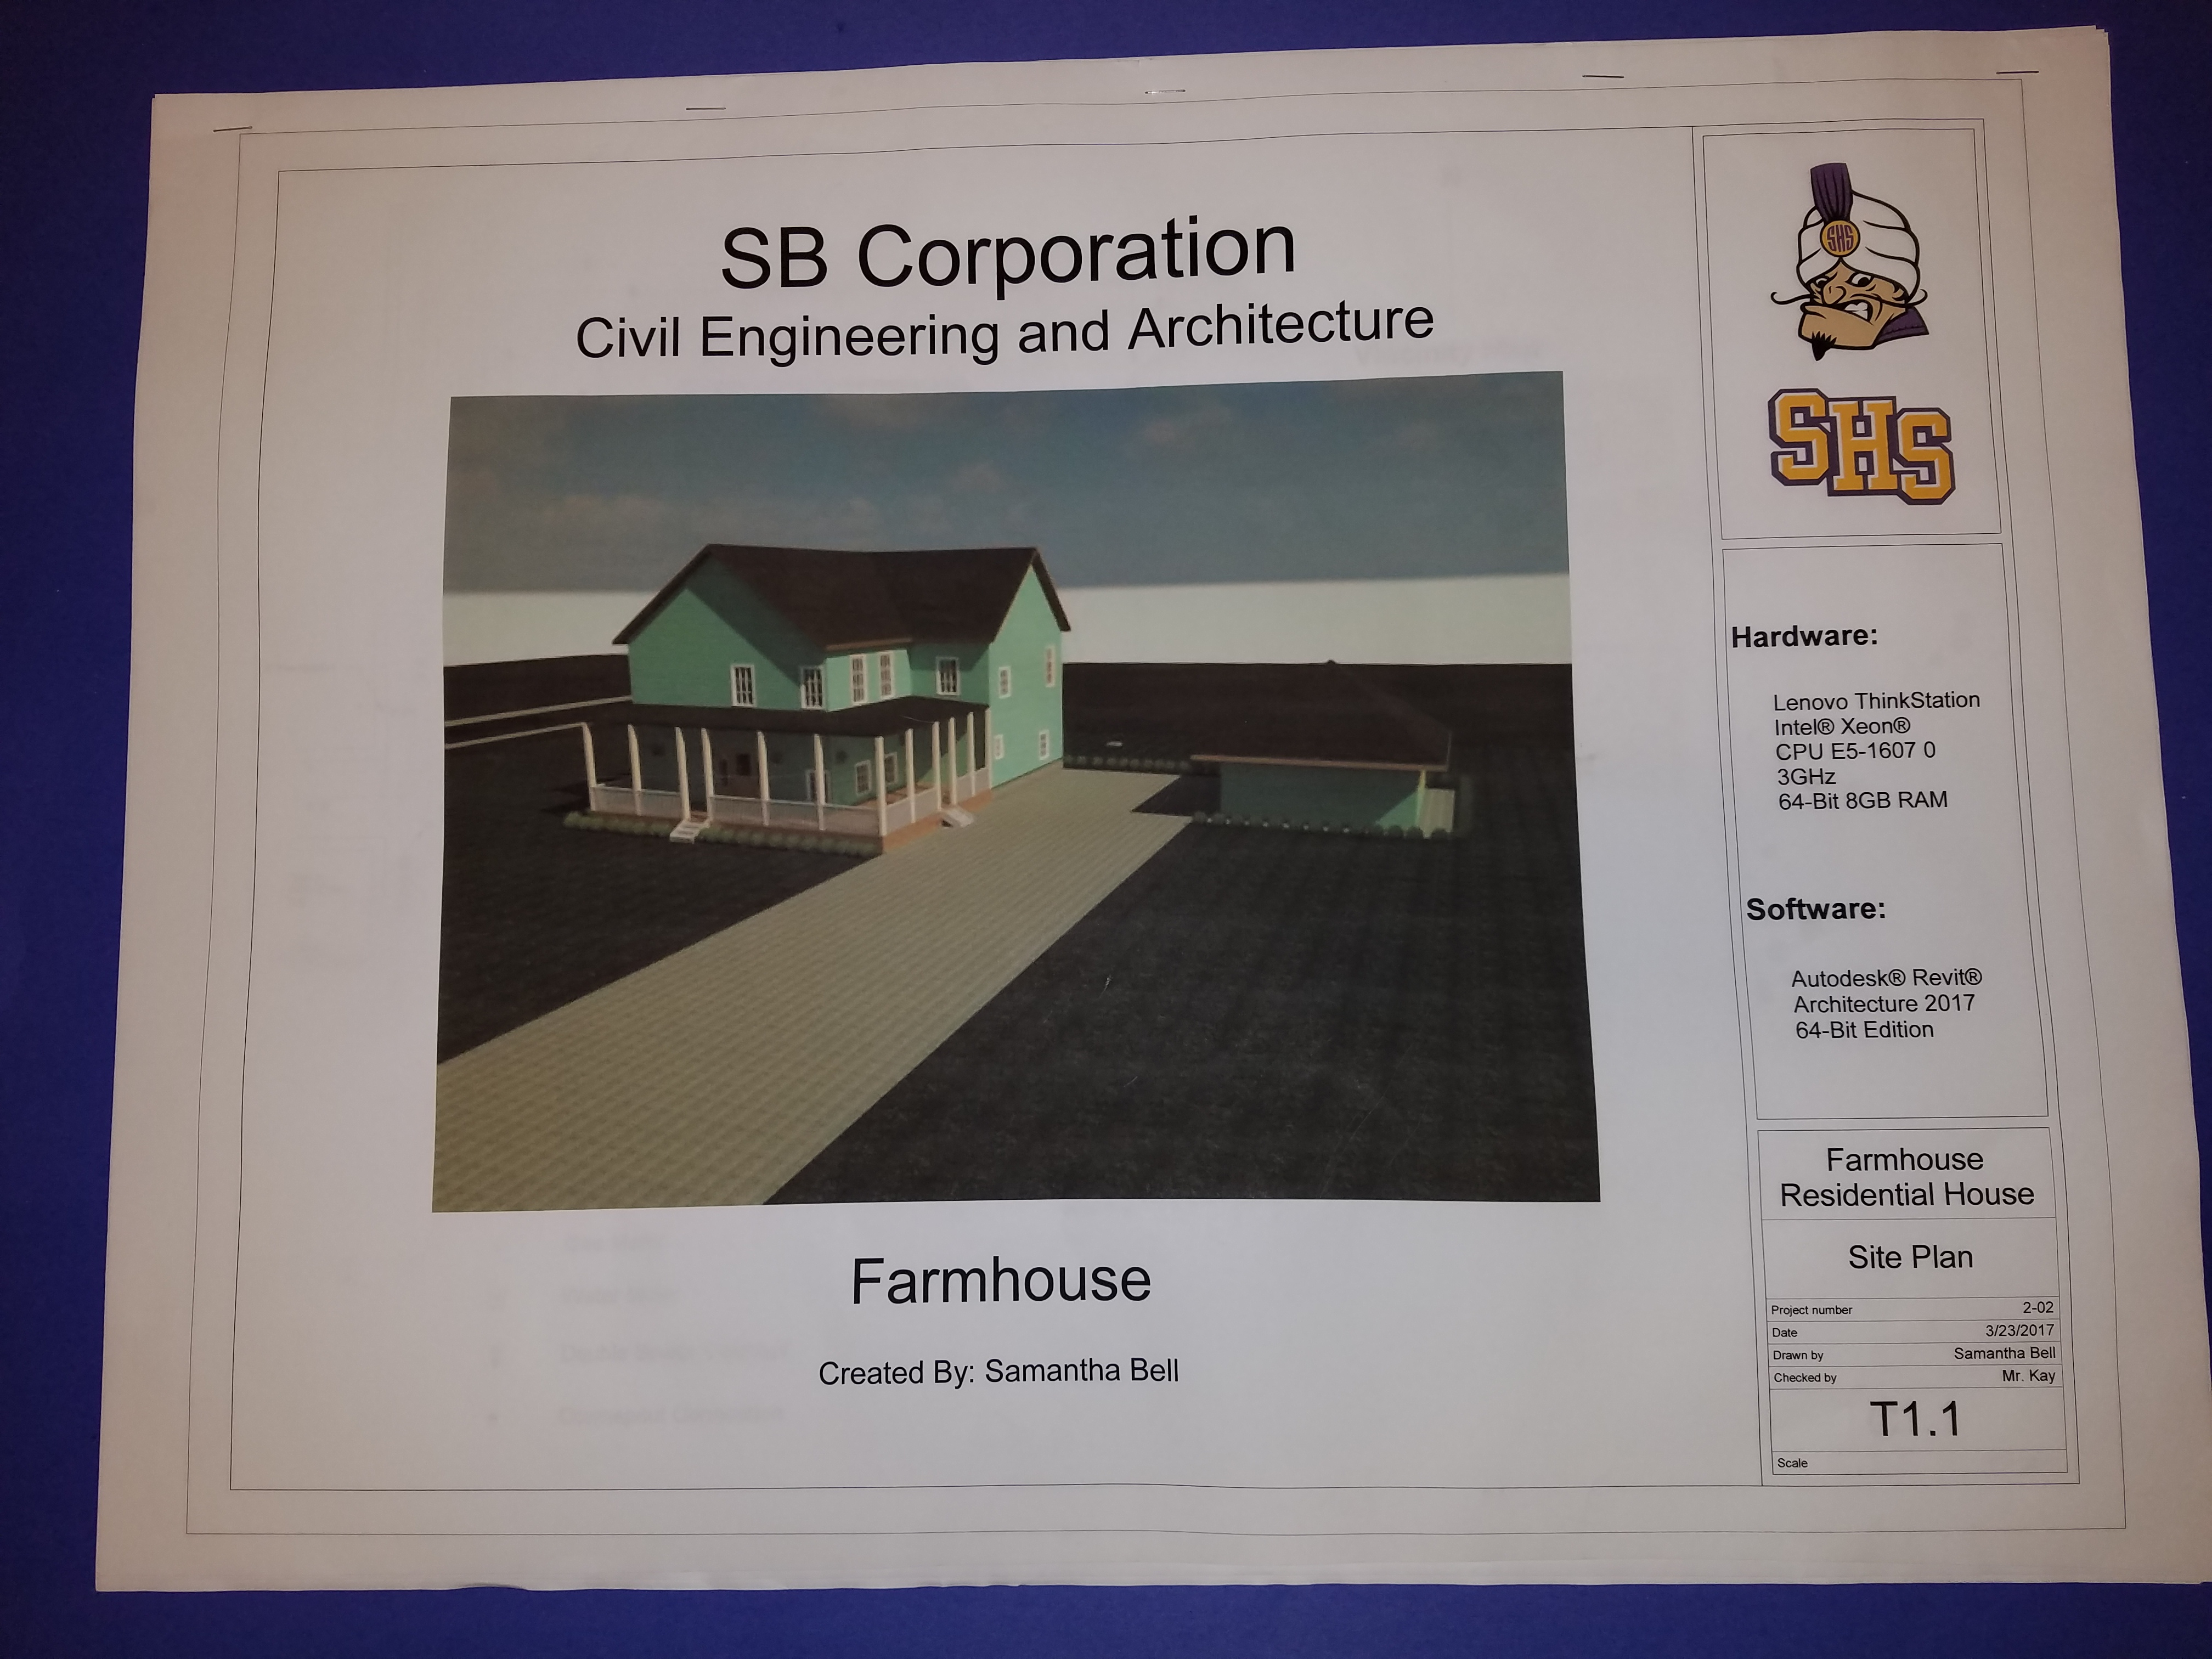 SB Corporation
Civil Engineering and Architecture
Farmhouse
Created By: Samantha Bell
SHS
SHS
Hardware:
Lenovo ThinkStation
Intel® Xeon®
CPU E5-1607 0
3GHz
64-Bit 8GB RAM
Software:
Autodesk® Revit®
Architecture 2017
64-Bit Edition
Farmhouse
Residential House
Site Plan
Project number 2-02
Date 3/23/2017
Drawn by Samantha Bell
Checked by Mr. Kay
T1.1
Scale